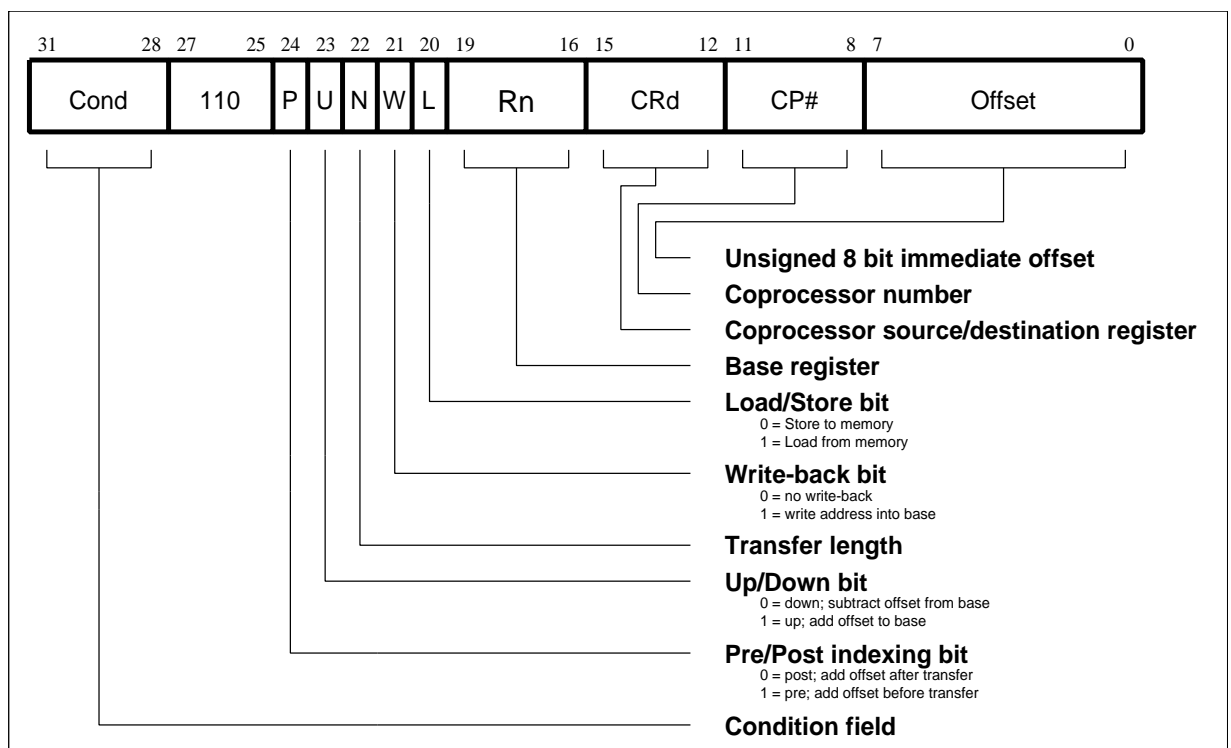 31 28 27 25 24 23 22 21 20 19 16 15 12 11 8 7 0
Cond 110 P U N W L Rn CRd CP# Offset
Unsigned 8 bit immediate offset
Coprocessor number
Coprocessor source/destination register
Base register
Load/Store bit
0 = Store to memory
1 = Load from memory
Write-back bit
0 = no write-back
1 = write address into base
Transfer length
Up/Down bit
0 = down; subtract offset from base
1 = up; add offset to base
Pre/Post indexing bit
0 = post; add offset after transfer
1 = pre; add offset before transfer
Condition field